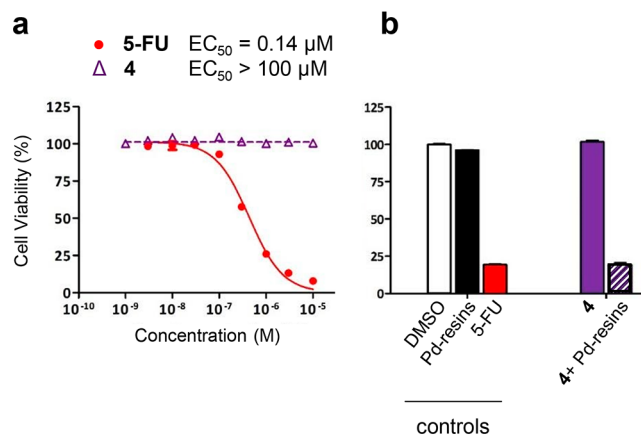 a
5-FU EC50 = 0.14 µM
4 EC50 > 100 µM
Cell Viability (%)
125
100
75
50
25
0
10-10 10-9 10-8 10-7 10-6 10-5
Concentration (M)
b
125
100
75
50
25
0
DMSO
Pd-resins
5-FU
4
4+ Pd-resins
controls